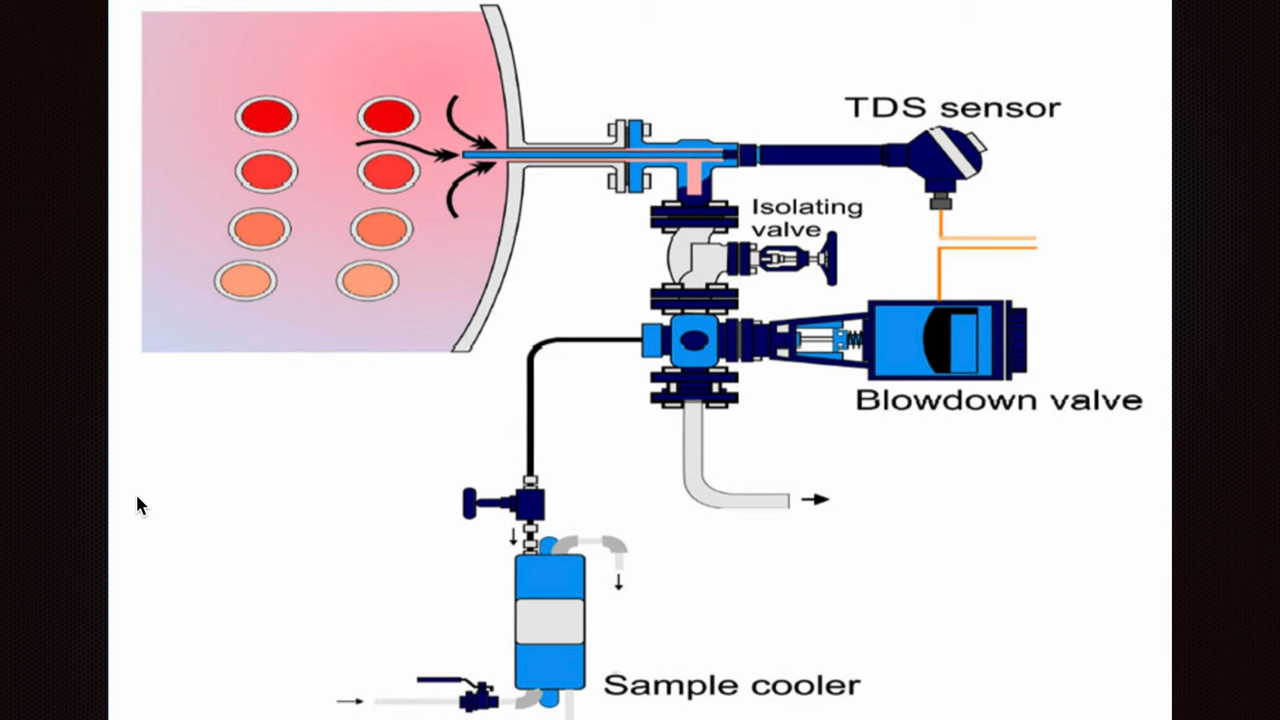 TDS sensor
Isolating
valve
Blowdown valve
Sample cooler